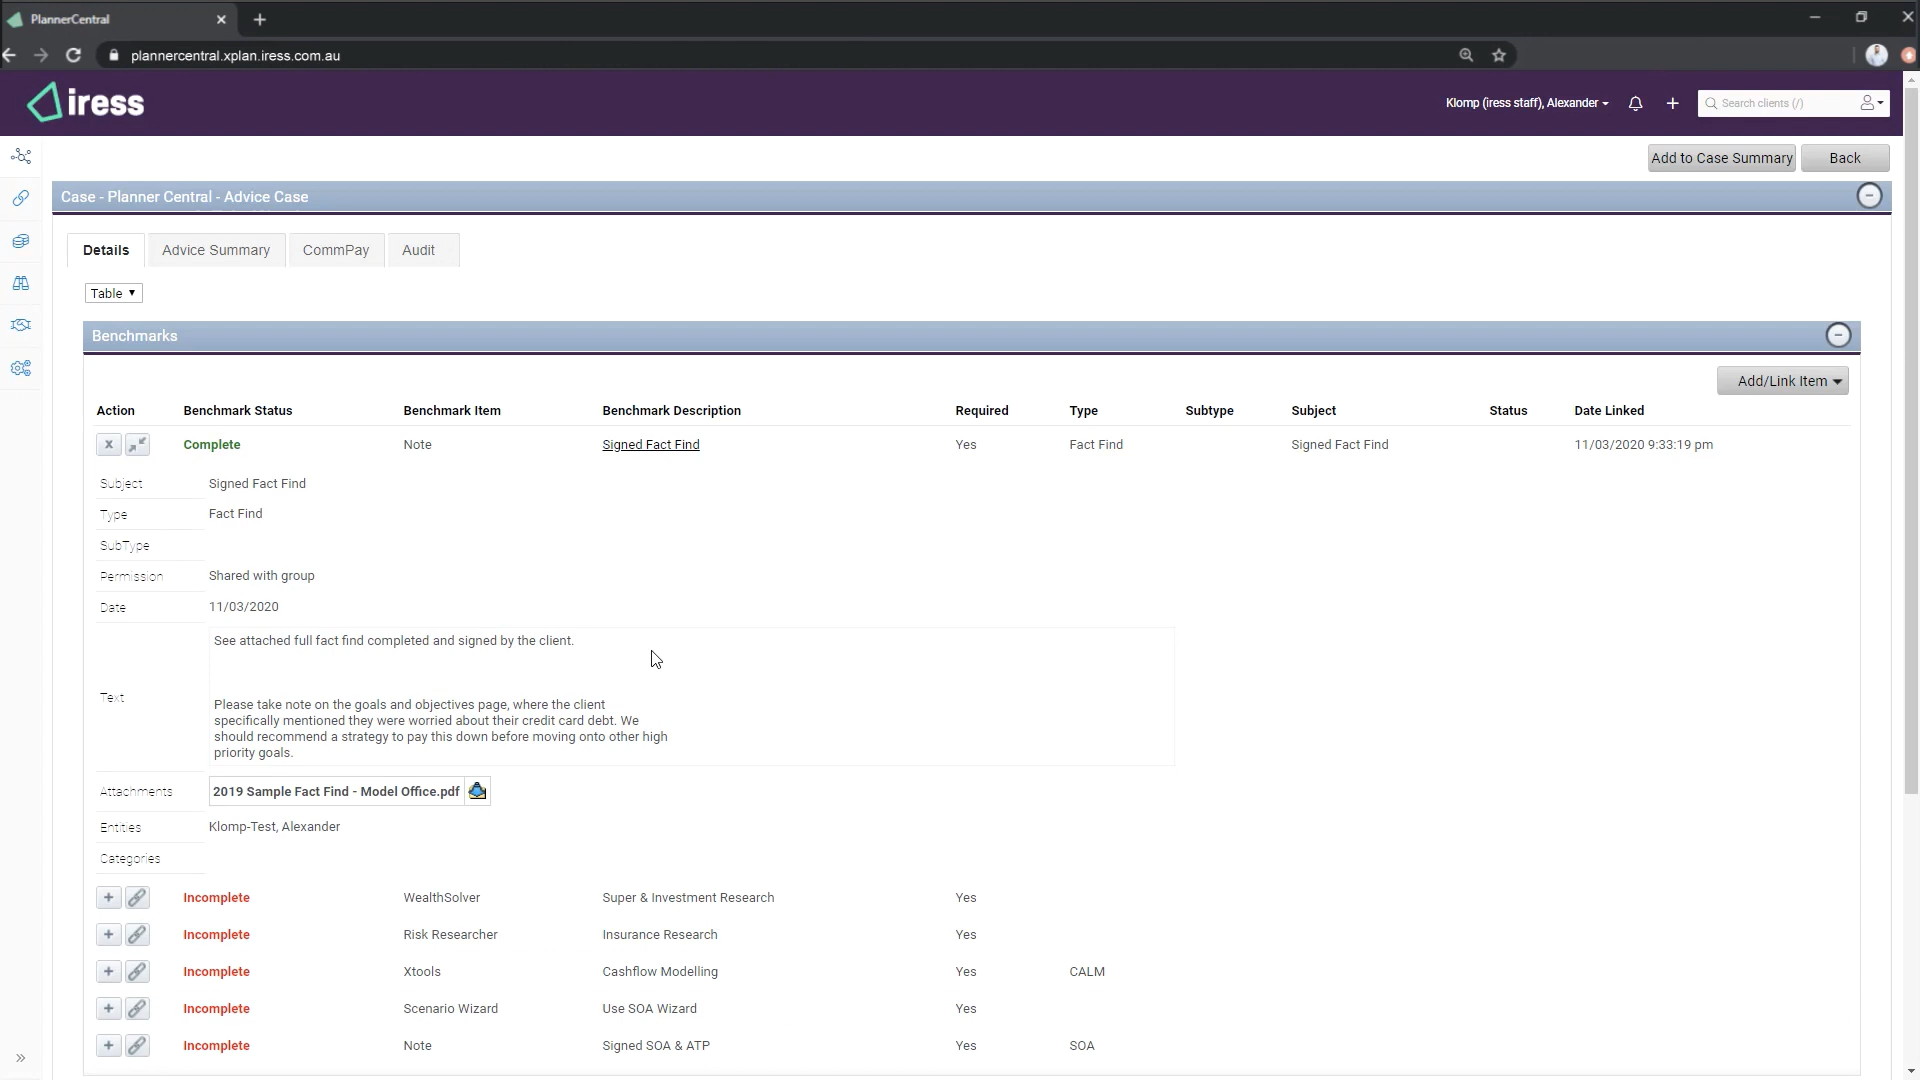 PlannerCentral
plannercentral.xplan.iress.com.au
iress
Klomp (iress staff), Alexander
Search clients (/)
Add to Case Summary
Back
Case - Planner Central - Advice Case
Details
Advice Summary
CommPay
Audit
Table
Benchmarks
Add/Link Item
Action Benchmark Status Benchmark Item Benchmark Description Required Type Subtype Subject Status Date Linked
x Complete Note Signed Fact Find Yes Fact Find Signed Fact Find 11/03/2020 9:33:19 pm
Subject Signed Fact Find
Type Fact Find
SubType
Permission Shared with group
Date 11/03/2020
See attached full fact find completed and signed by the client.
Text
Please take note on the goals and objectives page, where the client
specifically mentioned they were worried about their credit card debt. We
should recommend a strategy to pay this down before moving onto other high
priority goals.
Attachments 2019 Sample Fact Find - Model Office.pdf
Entities Klomp-Test, Alexander
Categories
+ Incomplete WealthSolver Super & Investment Research Yes
+ Incomplete Risk Researcher Insurance Research Yes
+ Incomplete Xtools Cashflow Modelling Yes CALM
+ Incomplete Scenario Wizard Use SOA Wizard Yes
+ Incomplete Note Signed SOA & ATP Yes SOA